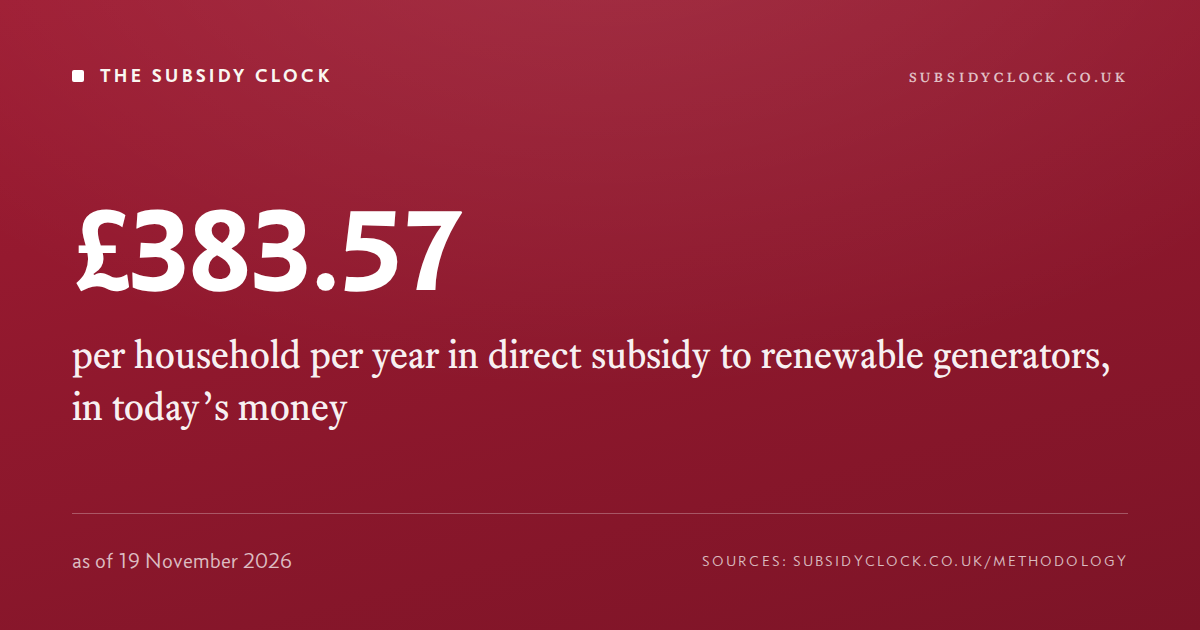 THE SUBSIDY CLOCK
SUBSIDYCLOCK.CO.UK
£383.57
per household per year in direct subsidy to renewable generators,
in today’s money
as of 19 November 2026
SOURCES: SUBSIDYCLOCK.CO.UK/METHODOLOGY